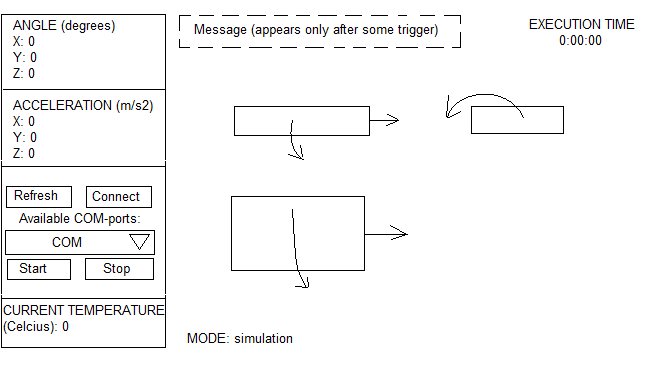 ANGLE (degrees)
X: 0
Y: 0
Z: 0
ACCELERATION (m/s2)
X: 0
Y: 0
Z: 0
Refresh
Connect
Available COM-ports:
COM
Start
Stop
CURRENT TEMPERATURE
(Celcius): 0
Message (appears only after some trigger)
EXECUTION TIME
0:00:00
MODE: simulation